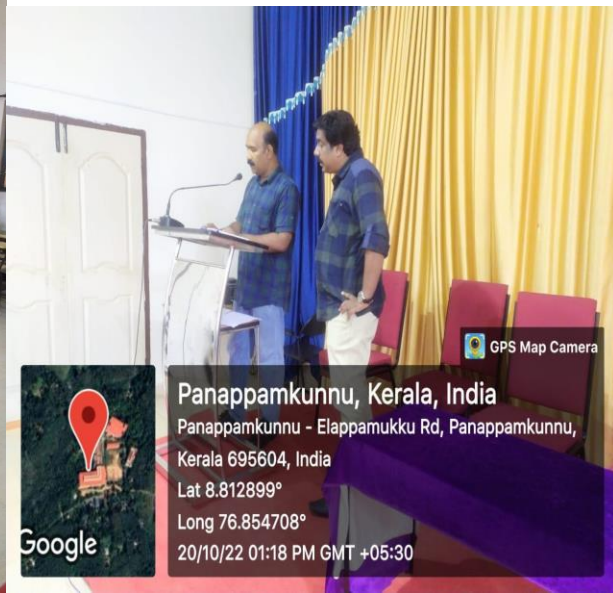 GPS Map Camera
Panappamkunnu, Kerala, India
Panappamkunnu - Elappamukku Rd, Panappamkunnu,
Kerala 695604, India
Lat 8.812899°
Long 76.854708°
20/10/22 01:18 PM GMT +05:30
Google